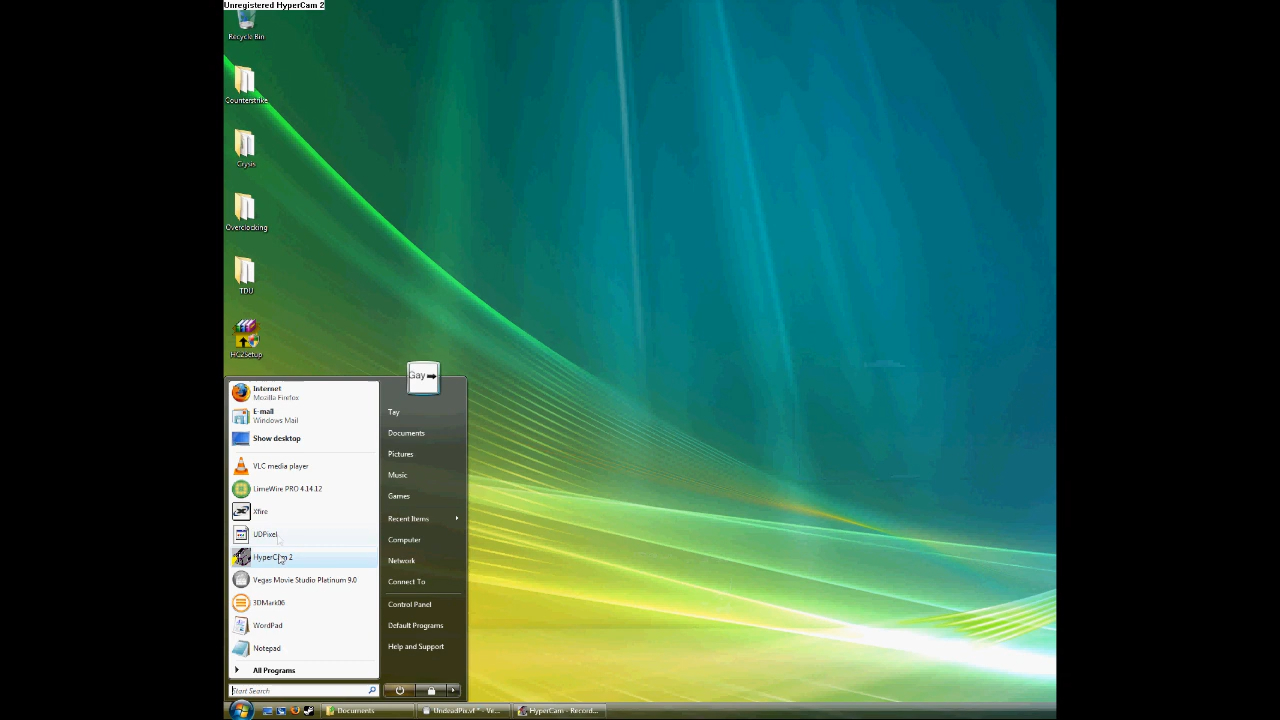 Unregistered HyperCam 2
Recycle Bin
Counterstrike
Crysis
Overclocking
TDU
HC2Setup
Gay
Internet
Mozilla Firefox
E-mail
Windows Mail
Show desktop
VLC media player
LimeWire PRO 4.14.12
Xfire
UDPixel
HyperCam 2
Vegas Movie Studio Platinum 9.0
3DMark06
WordPad
Notepad
All Programs
Start Search
Tay
Documents
Pictures
Music
Games
Recent Items
Computer
Network
Connect To
Control Panel
Default Programs
Help and Support
Documents
UndeadPix.vf * - Ve...
HyperCam - Record...